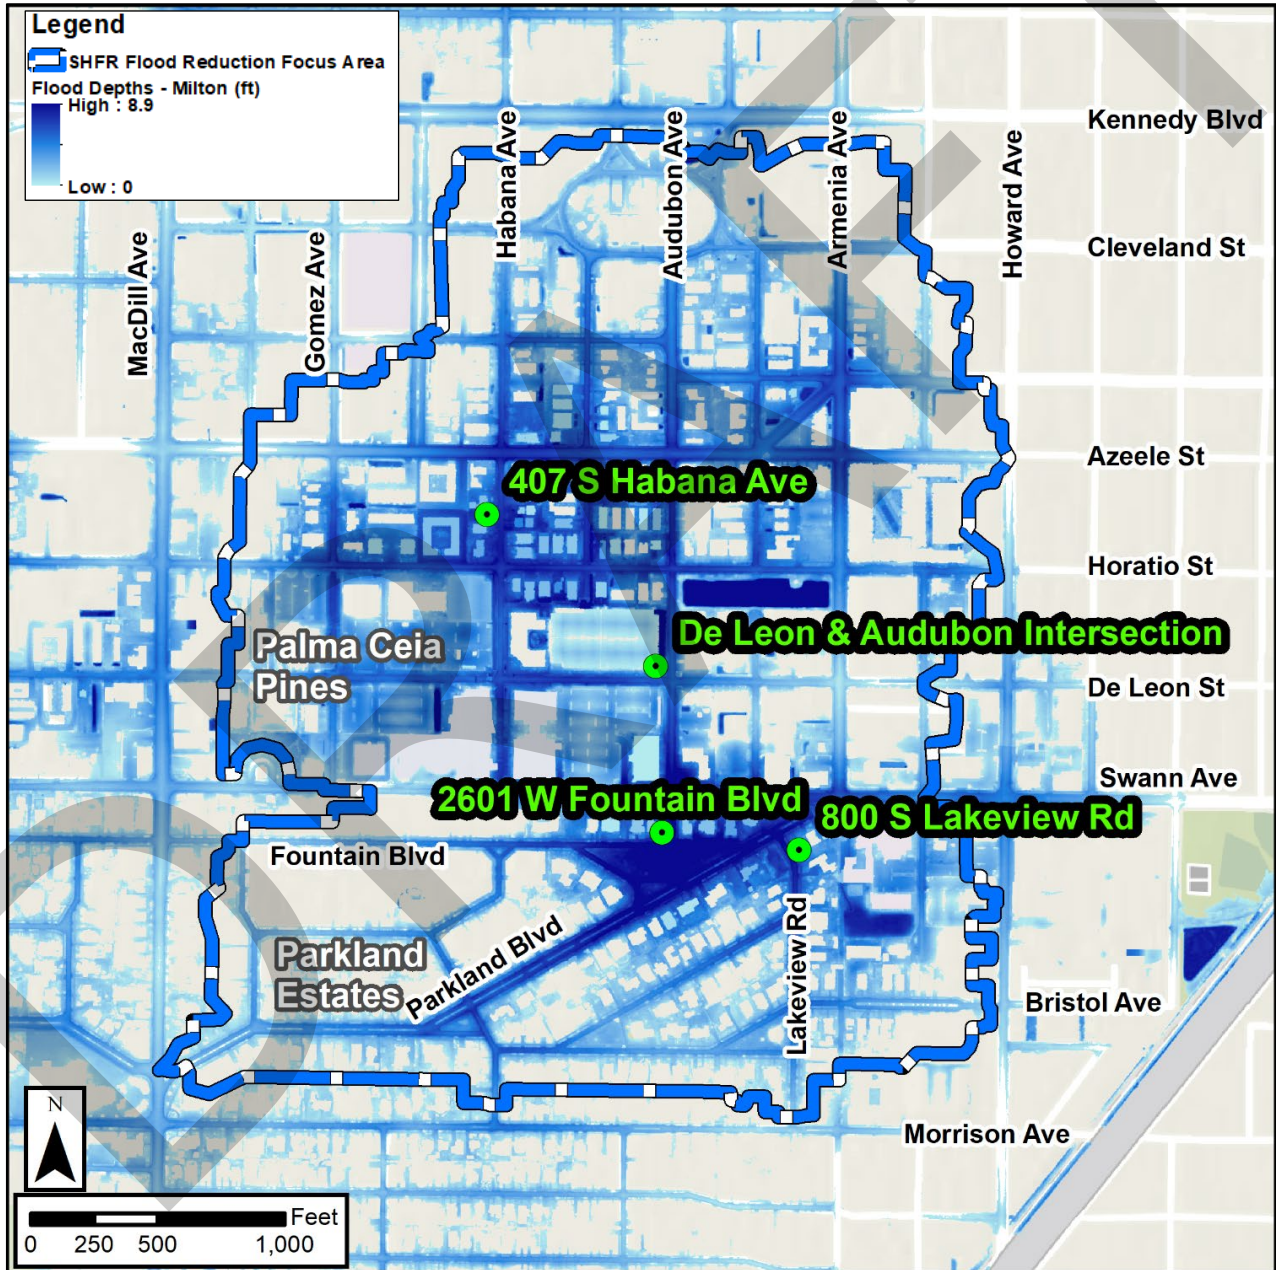 Legend
SHFR Flood Reduction Focus Area
Flood Depths - Milton (ft)
High : 8.9
Low : 0
Kennedy Blvd
Habana Ave
Audubon Ave
Armenia Ave
Howard Ave
Cleveland St
MacDill Ave
Gomez Ave
Azeele St
407 S Habana Ave
Horatio St
De Leon & Audubon Intersection
Palma Ceia
Pines
De Leon St
Swann Ave
2601 W Fountain Blvd
800 S Lakeview Rd
Fountain Blvd
Parkland
Estates
Parkland Blvd
Lakeview Rd
Bristol Ave
Morrison Ave
N
Feet
0 250 500 1,000
DRAFT